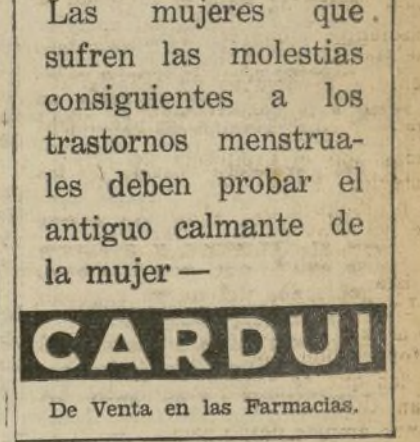 Las mujeres que
sufren las molestias
consiguientes a los
trastornos menstrua-
les deben probar el
antiguo calmante de
la mujer —
CARDUI
De Venta en las Farmacias.